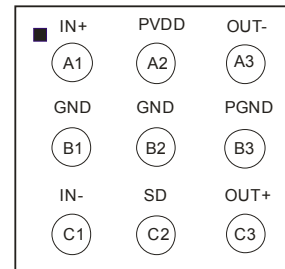 IN+ PVDD OUT-
A1 A2 A3
GND GND PGND
B1 B2 B3
IN- SD OUT+
C1 C2 C3